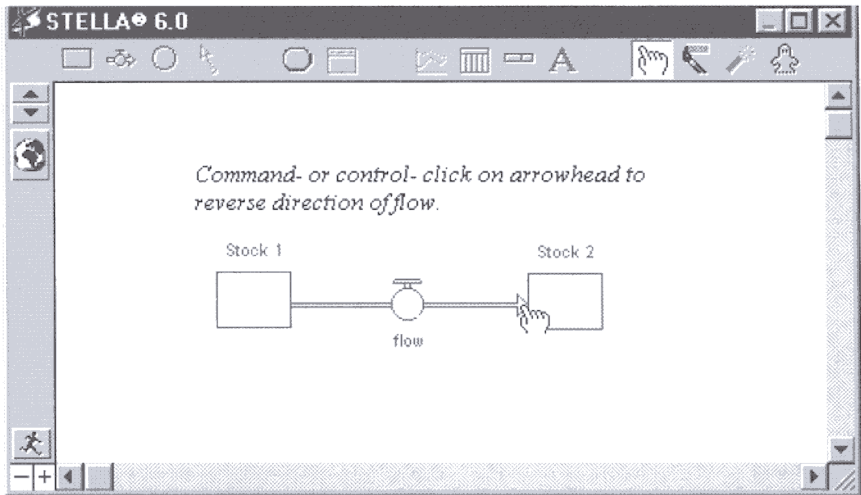 STELLA® 6.0
A
Command- or control- click on arrowhead to
reverse direction of flow.
Stock 1
Stock 2
flow